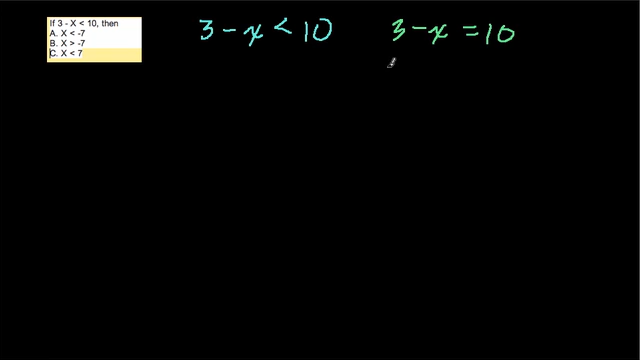 If 3 - X < 10, then
A. X < -7
B. X > -7
C. X < 7
3 - x < 10
3 - x = 10